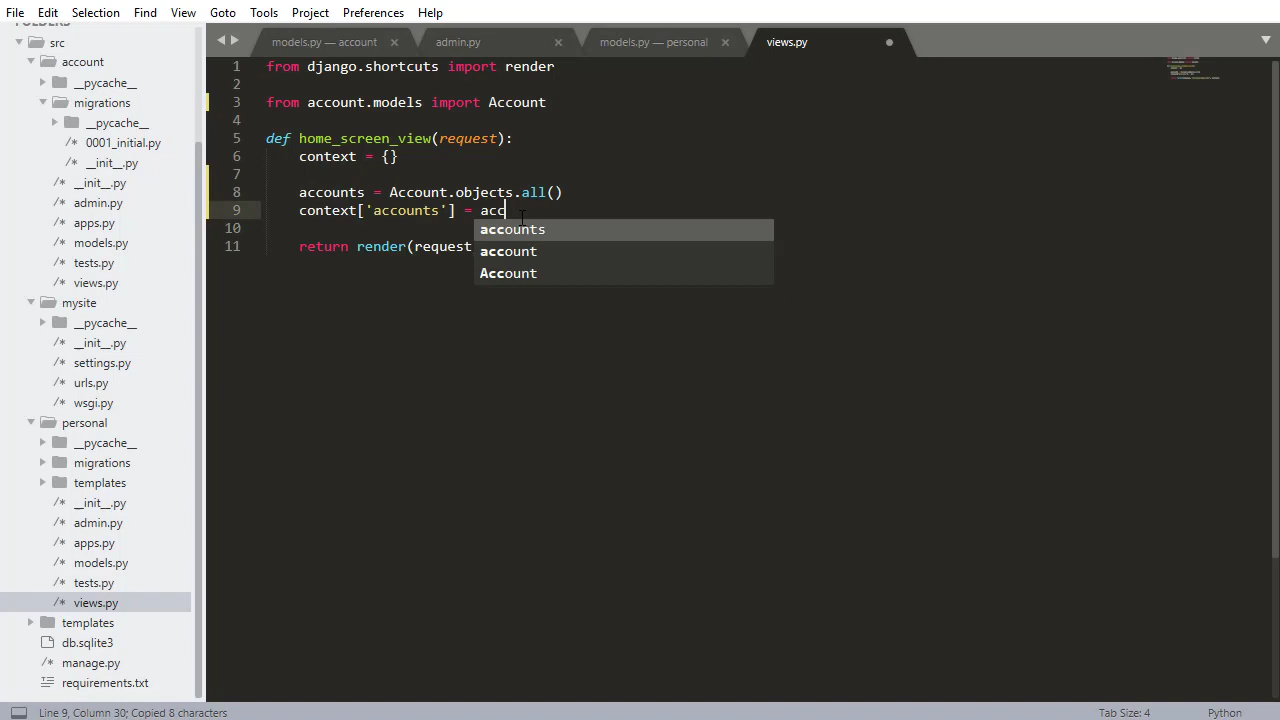 File Edit Selection Find View Goto Tools Project Preferences Help
src
account
__pycache__
migrations
__pycache__
0001_initial.py
__init__.py
__init__.py
admin.py
apps.py
models.py
tests.py
views.py
mysite
__pycache__
__init__.py
settings.py
urls.py
wsgi.py
personal
__pycache__
migrations
templates
__init__.py
admin.py
apps.py
models.py
tests.py
views.py
templates
db.sqlite3
manage.py
requirements.txt
models.py — account
admin.py
models.py — personal
views.py
1 from django.shortcuts import render
2
3 from account.models import Account
4
5 def home_screen_view(request):
6 context = {}
7
8 accounts = Account.objects.all()
9 context['accounts'] = acc
10
11 return render(request
accounts
account
Account
Line 9, Column 30; Copied 8 characters
Tab Size: 4
Python